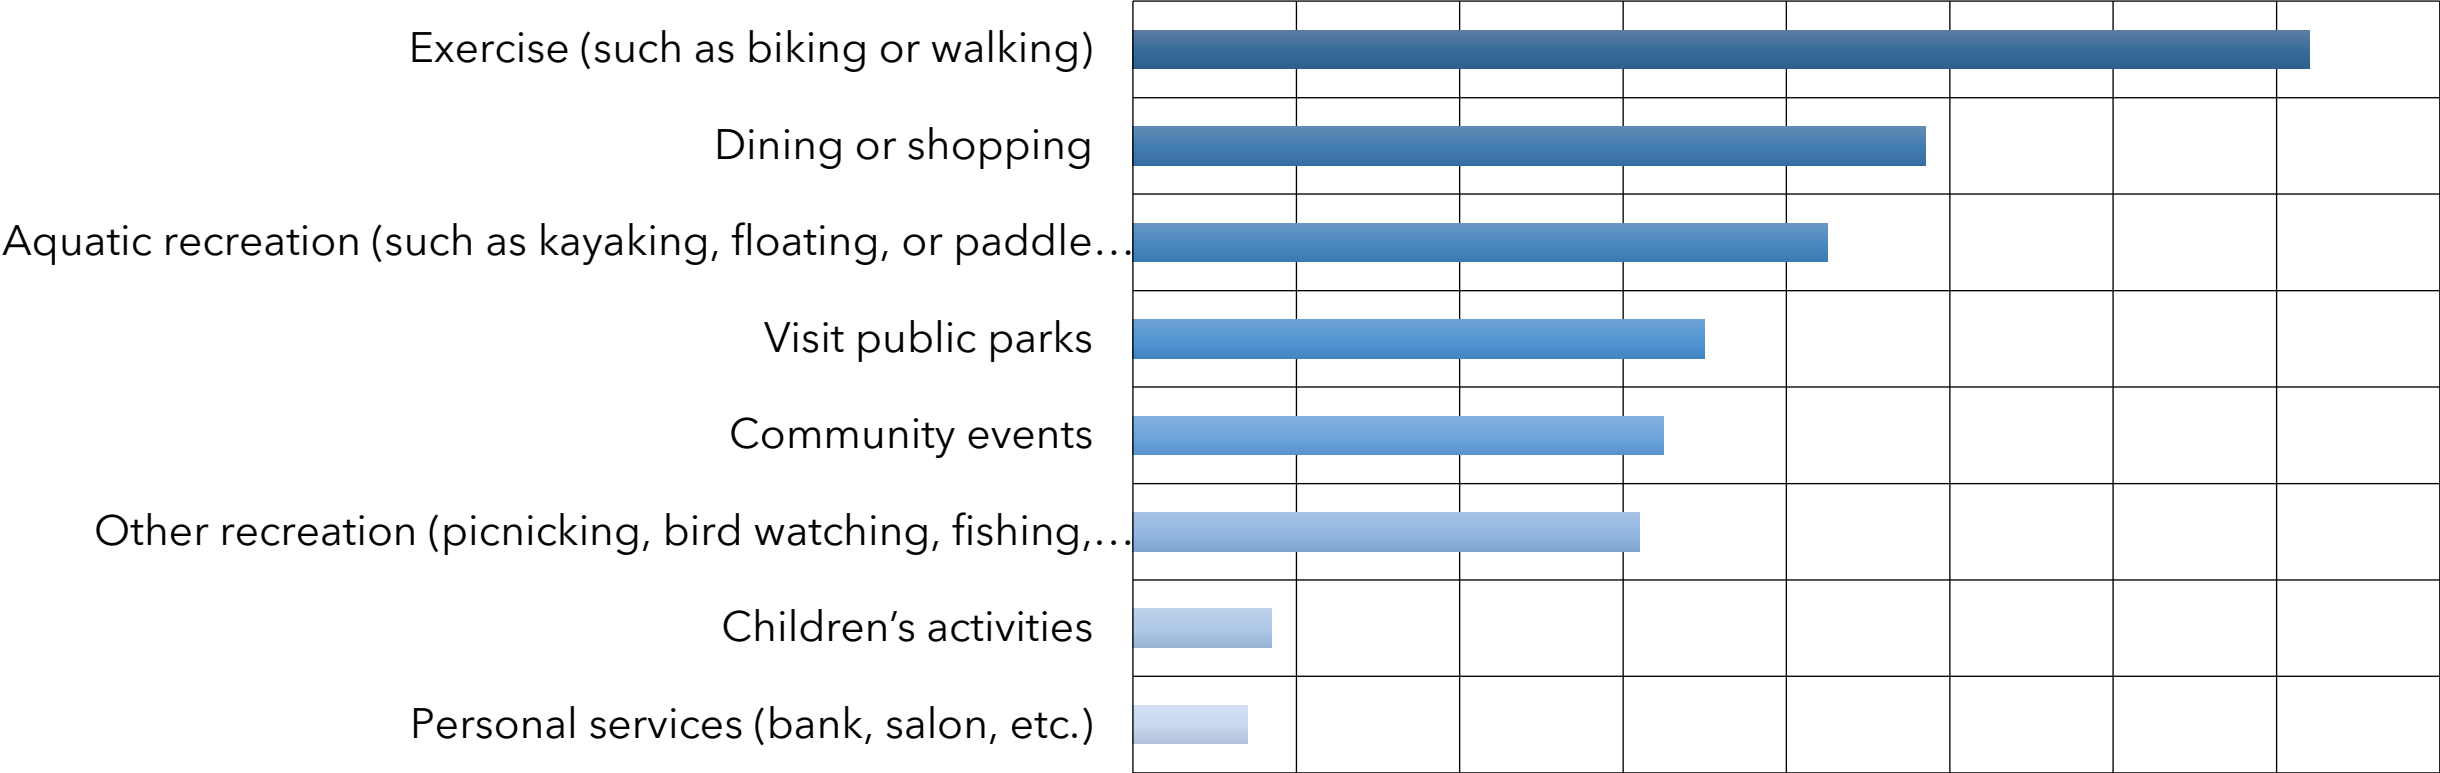 Exercise (such as biking or walking)
Dining or shopping
Aquatic recreation (such as kayaking, floating, or paddle…
Visit public parks
Community events
Other recreation (picnicking, bird watching, fishing,…
Children’s activities
Personal services (bank, salon, etc.)